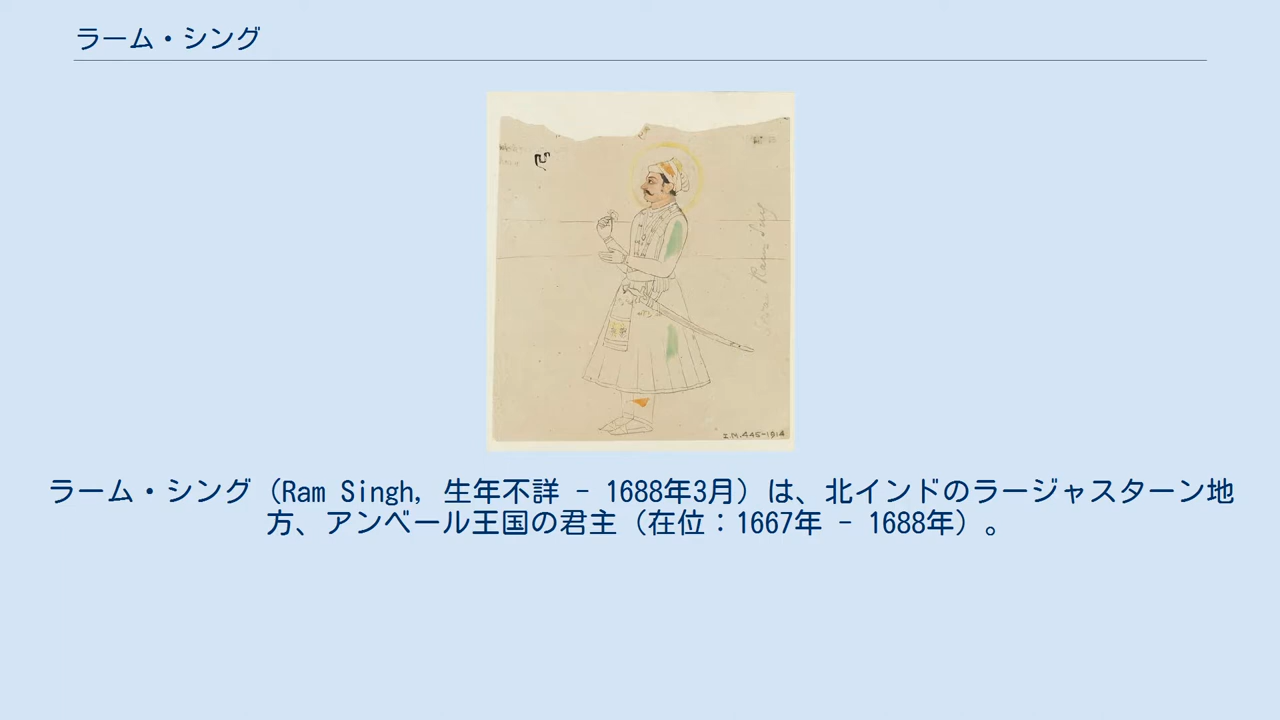 ラーム・シング
I.M.445-1914
ラーム・シング（Ram Singh, 生年不詳 - 1688年3月）は、北インドのラージャスターン地
方、アンベール王国の君主（在位：1667年 - 1688年）。